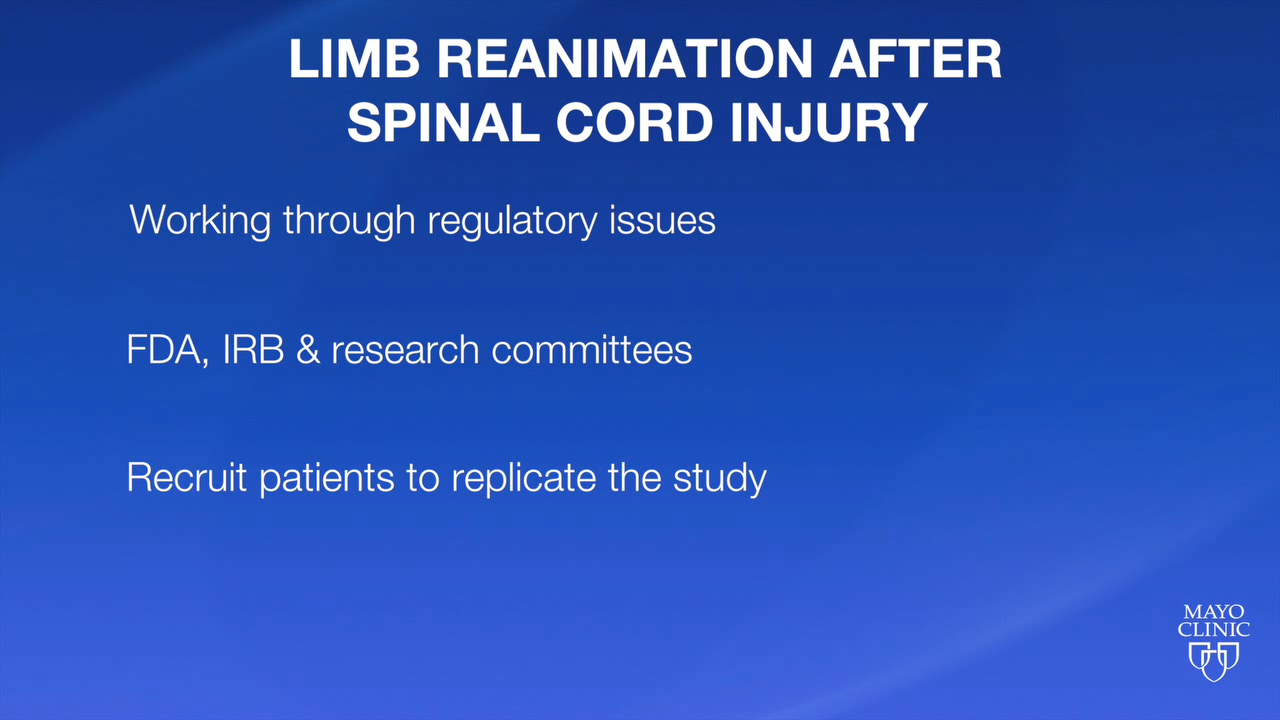 LIMB REANIMATION AFTER
SPINAL CORD INJURY
Working through regulatory issues
FDA, IRB & research committees
Recruit patients to replicate the study
MAYO
CLINIC